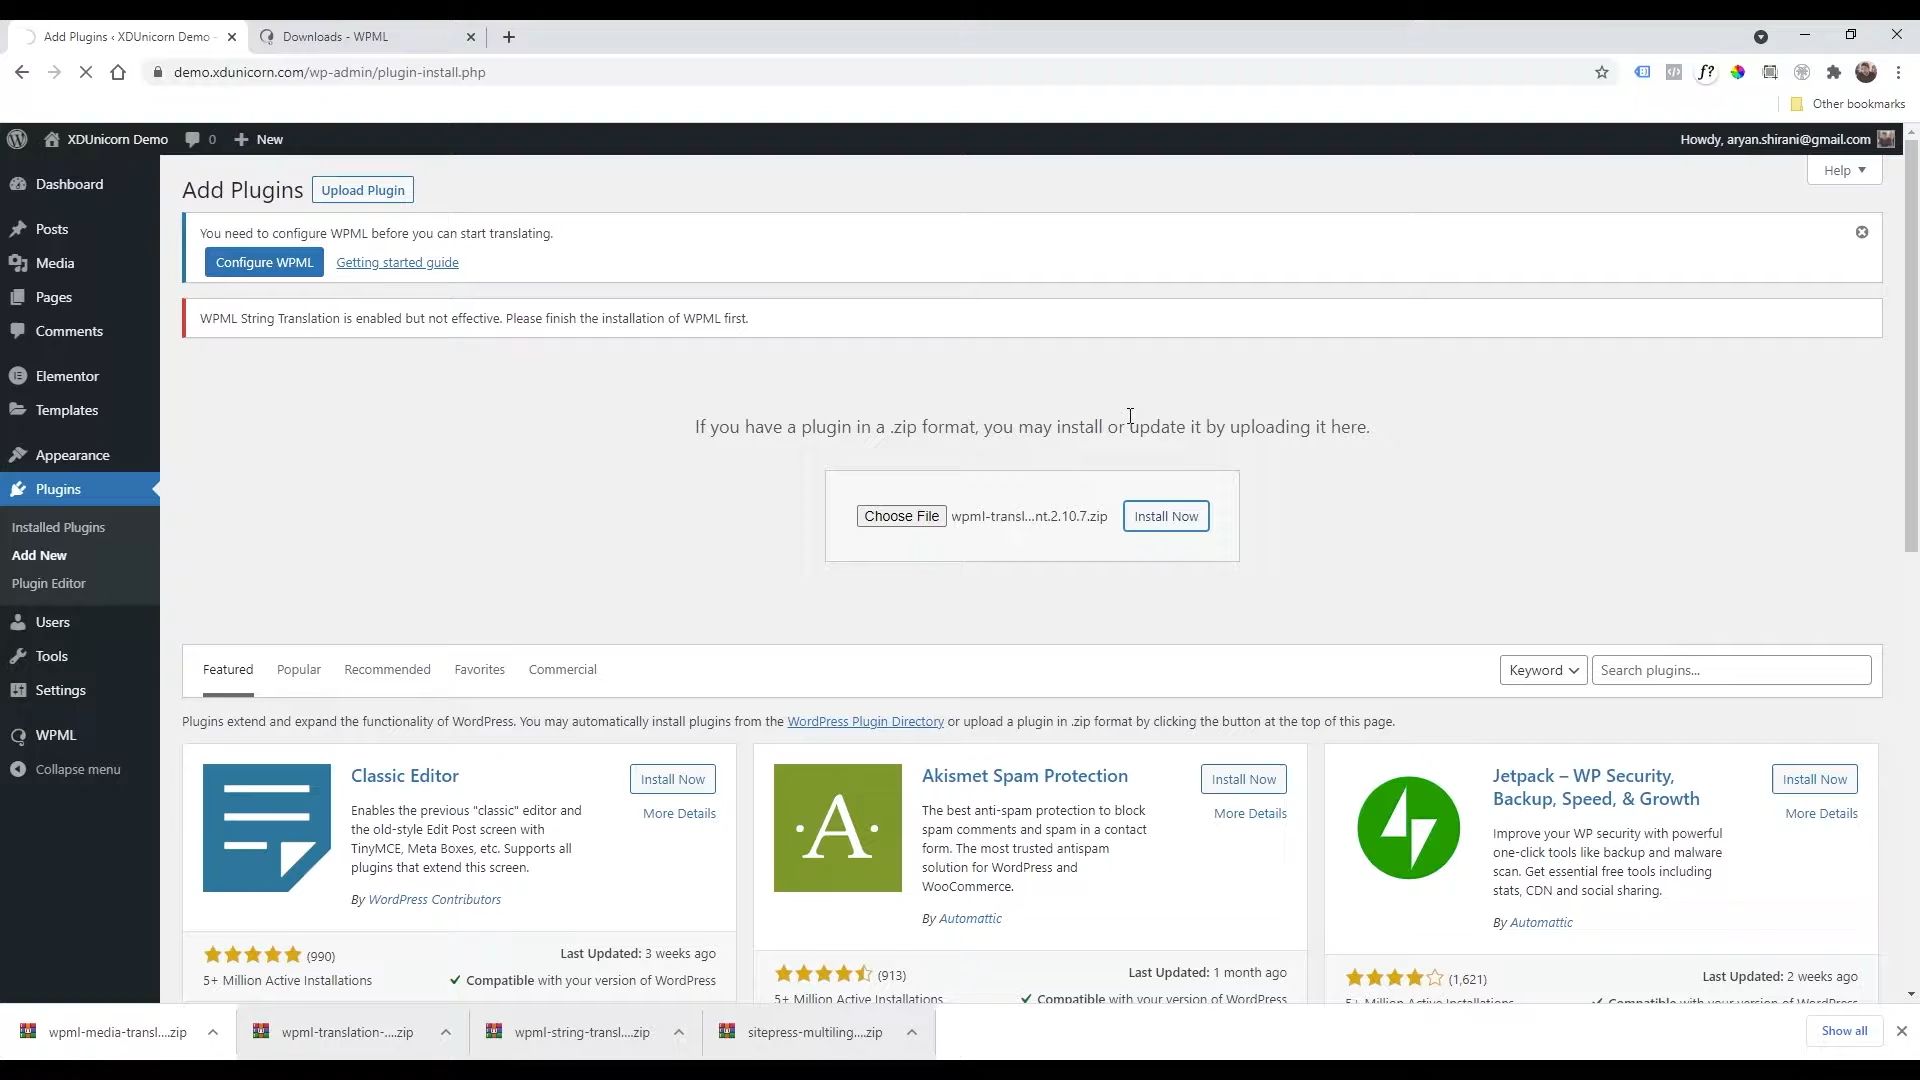 Add Plugins ‹ XDUnicorn Demo
Downloads - WPML
demo.xdunicorn.com/wp-admin/plugin-install.php
f?
Other bookmarks
XDUnicorn Demo
0
New
Howdy, aryan.shirani@gmail.com
Help
Dashboard
Posts
Media
Pages
Comments
Elementor
Templates
Appearance
Plugins
Installed Plugins
Add New
Plugin Editor
Users
Tools
Settings
WPML
Collapse menu
Add Plugins
Upload Plugin
You need to configure WPML before you can start translating.
Configure WPML
Getting started guide
WPML String Translation is enabled but not effective. Please finish the installation of WPML first.
If you have a plugin in a .zip format, you may install or update it by uploading it here.
Choose File wpml-transl...nt.2.10.7.zip
Install Now
Featured
Popular
Recommended
Favorites
Commercial
Keyword
Search plugins...
Plugins extend and expand the functionality of WordPress. You may automatically install plugins from the WordPress Plugin Directory or upload a plugin in .zip format by clicking the button at the top of this page.
Classic Editor
Install Now
More Details
Enables the previous "classic" editor and
the old-style Edit Post screen with
TinyMCE, Meta Boxes, etc. Supports all
plugins that extend this screen.
By WordPress Contributors
(990)
Last Updated: 3 weeks ago
5+ Million Active Installations
Compatible with your version of WordPress
Akismet Spam Protection
Install Now
More Details
The best anti-spam protection to block
spam comments and spam in a contact
form. The most trusted antispam
solution for WordPress and
WooCommerce.
By Automattic
(913)
Last Updated: 1 month ago
5+ Million Active Installations
Compatible with your version of WordPress
Jetpack – WP Security,
Backup, Speed, & Growth
Install Now
More Details
Improve your WP security with powerful
one-click tools like backup and malware
scan. Get essential free tools including
stats, CDN and social sharing.
By Automattic
(1,621)
Last Updated: 2 weeks ago
5+ Million Active Installations
Compatible with your version of WordPress
wpml-media-transl....zip
wpml-translation-....zip
wpml-string-transl....zip
sitepress-multiling....zip
Show all